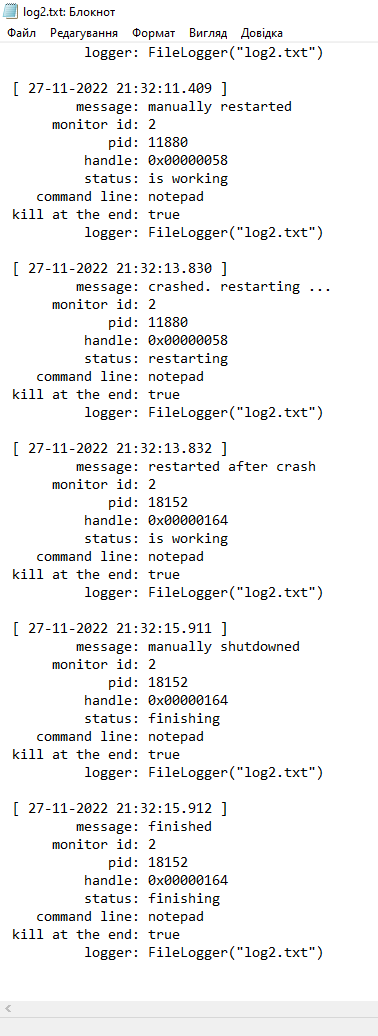 log2.txt: Блокнот
Файл Редагування Формат Вигляд Довідка
logger: FileLogger("log2.txt")
[ 27-11-2022 21:32:11.409 ]
message: manually restarted
monitor id: 2
pid: 11880
handle: 0x00000058
status: is working
command line: notepad
kill at the end: true
logger: FileLogger("log2.txt")
[ 27-11-2022 21:32:13.830 ]
message: crashed. restarting ...
monitor id: 2
pid: 11880
handle: 0x00000058
status: restarting
command line: notepad
kill at the end: true
logger: FileLogger("log2.txt")
[ 27-11-2022 21:32:13.832 ]
message: restarted after crash
monitor id: 2
pid: 18152
handle: 0x00000164
status: is working
command line: notepad
kill at the end: true
logger: FileLogger("log2.txt")
[ 27-11-2022 21:32:15.911 ]
message: manually shutdowned
monitor id: 2
pid: 18152
handle: 0x00000164
status: finishing
command line: notepad
kill at the end: true
logger: FileLogger("log2.txt")
[ 27-11-2022 21:32:15.912 ]
message: finished
monitor id: 2
pid: 18152
handle: 0x00000164
status: finishing
command line: notepad
kill at the end: true
logger: FileLogger("log2.txt")